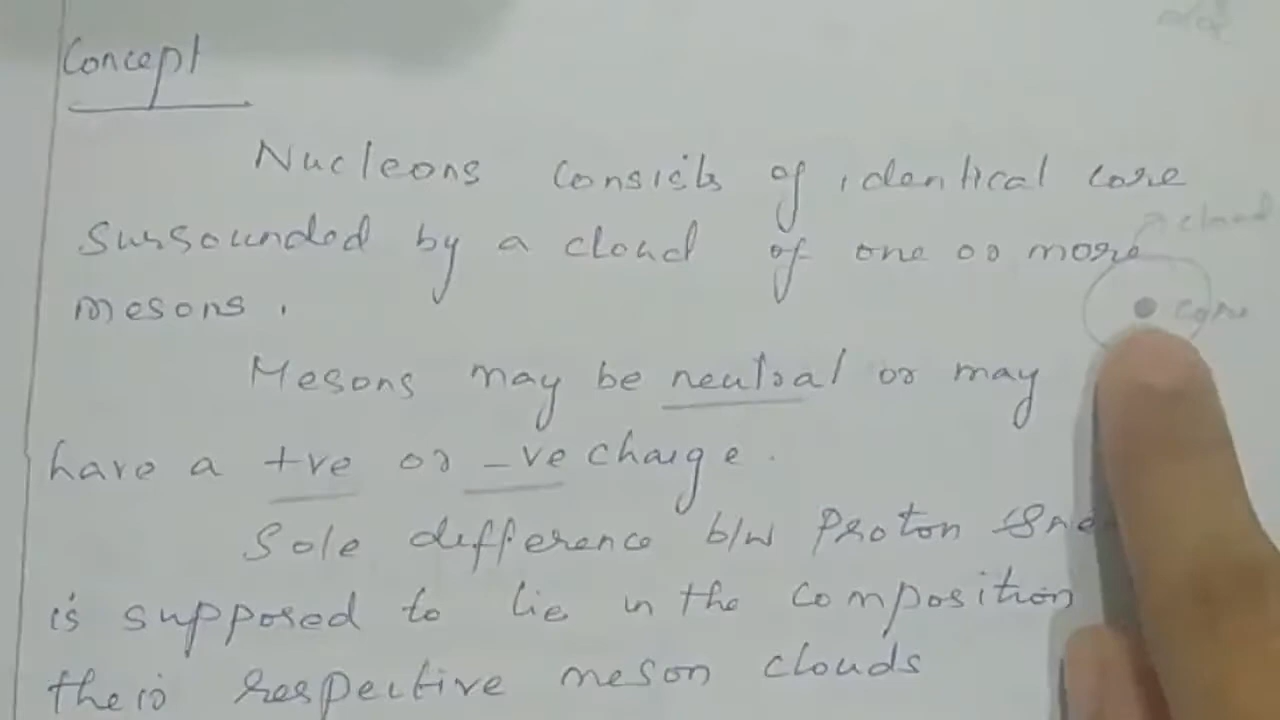 Concept
Nucleons consists of identical core
cloud
surrounded by a cloud of one or more
mesons.
core
Mesons may be neutral or may
have a +ve or -ve charge.
Sole difference b/w Proton &
is supposed to lie in the composition
their respective meson clouds